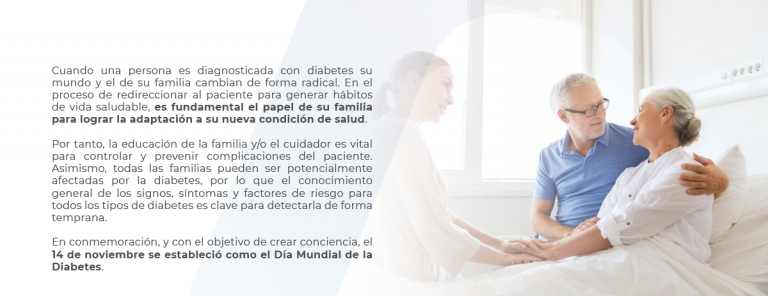 Cuando una persona es diagnosticada con diabetes su
mundo y el de su familia cambian de forma radical. En el
proceso de redireccionar al paciente para generar hábitos
de vida saludable, es fundamental el papel de su familia
para lograr la adaptación a su nueva condición de salud.
Por tanto, la educación de la familia y/o el cuidador es vital
para controlar y prevenir complicaciones del paciente.
Asimismo, todas las familias pueden ser potencialmente
afectadas por la diabetes, por lo que el conocimiento
general de los signos, síntomas y factores de riesgo para
todos los tipos de diabetes es clave para detectarla de forma
temprana.
En conmemoración, y con el objetivo de crear conciencia, el
14 de noviembre se estableció como el Día Mundial de la
Diabetes.